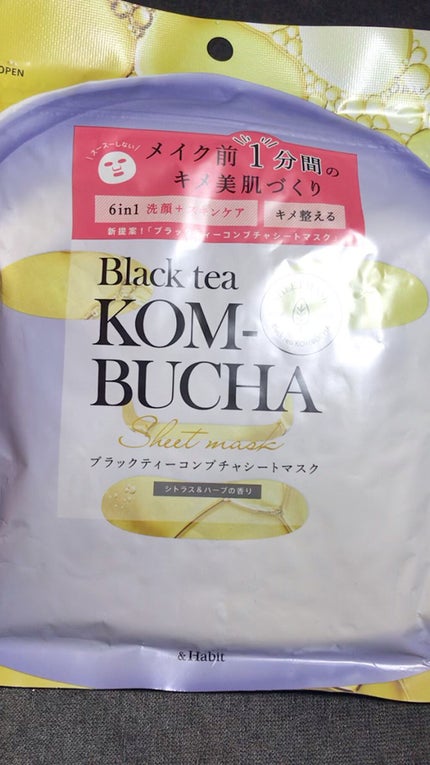 OPEN
スースーしない
メイク前1分間の
キメ美肌づくり
6in1 洗顔+スキンケア
キメ整える
新提案!「ブラックティーコンブチャシートマスク」
Black tea
KOM-
BUCHA
Sheet mask
ブラックティーコンブチャシートマスク
シトラス&ハーブの香り
& Habit